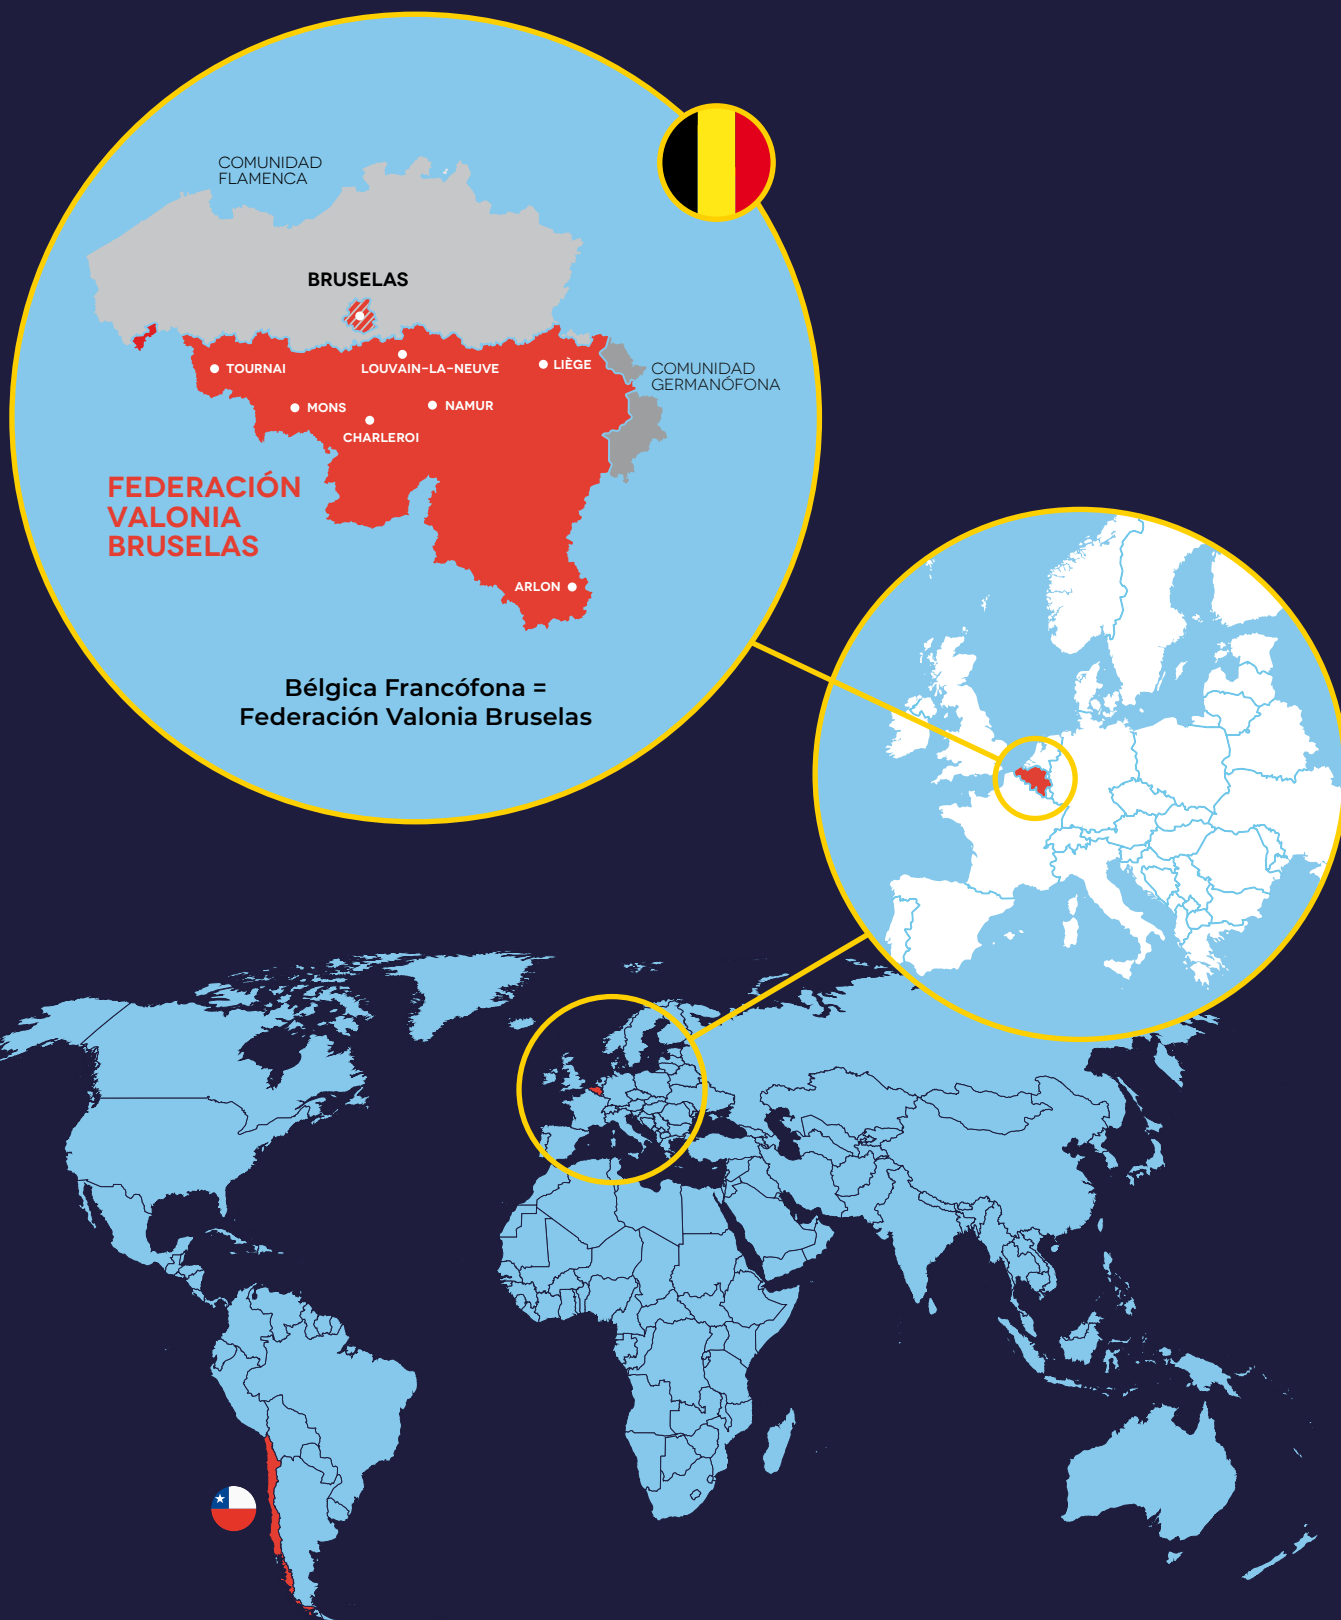 COMUNIDAD
FLAMENCA
BRUSELAS
TOURNAI
LOUVAIN-LA-NEUVE
LIÈGE
COMUNIDAD
GERMANÓFONA
MONS
NAMUR
CHARLEROI
FEDERACIÓN
VALONIA
BRUSELAS
ARLON
Bélgica Francófona =
Federación Valonia Bruselas